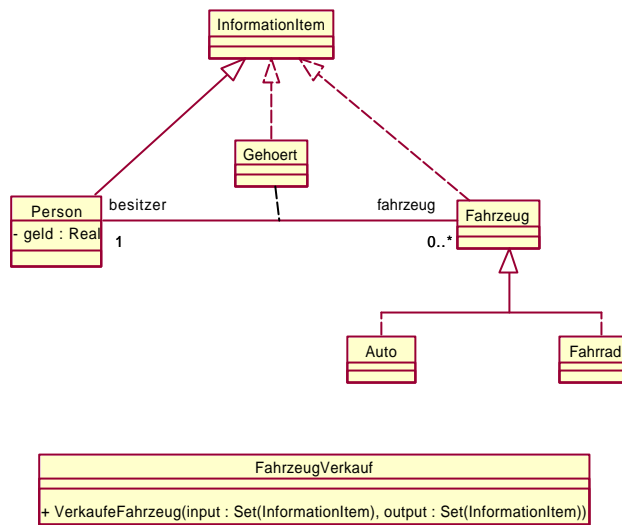 InformationItem
Gehoert
Person
- geld : Real
besitzer
fahrzeug
1
0..*
Fahrzeug
Auto
Fahrrad
FahrzeugVerkauf
+ VerkaufeFahrzeug(input : Set(InformationItem), output : Set(InformationItem))